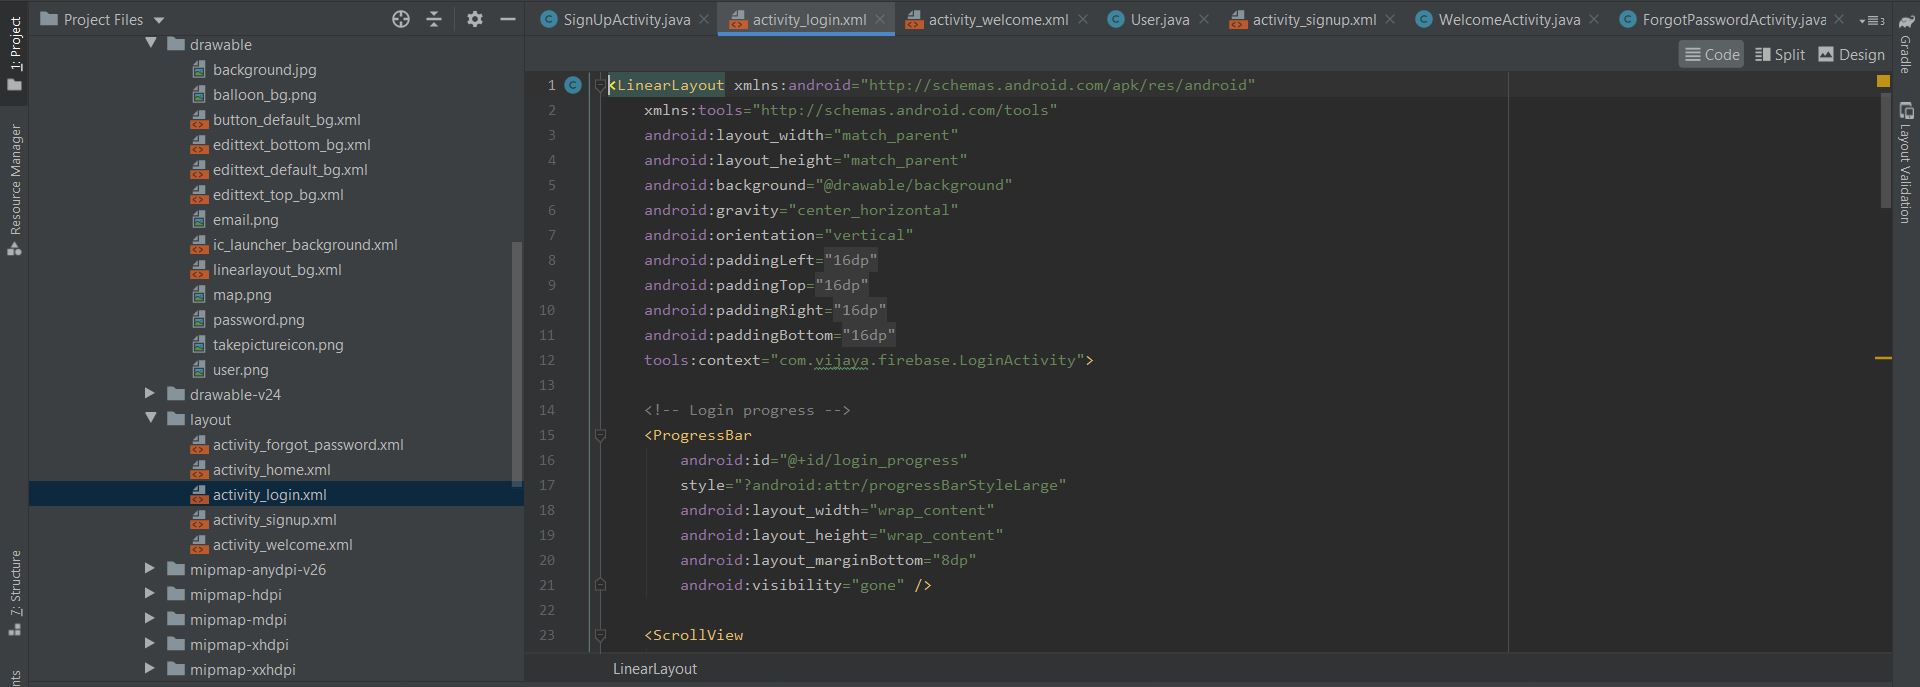 Project Files
SignUpActivity.java
activity_login.xml
activity_welcome.xml
User.java
activity_signup.xml
WelcomeActivity.java
ForgotPasswordActivity.java
3
Code
Split
Design
1: Project
Resource Manager
7: Structure
nts
drawable
background.jpg
balloon_bg.png
button_default_bg.xml
edittext_bottom_bg.xml
edittext_default_bg.xml
edittext_top_bg.xml
email.png
ic_launcher_background.xml
linearlayout_bg.xml
map.png
password.png
takepictureicon.png
user.png
drawable-v24
layout
activity_forgot_password.xml
activity_home.xml
activity_login.xml
activity_signup.xml
activity_welcome.xml
mipmap-anydpi-v26
mipmap-hdpi
mipmap-mdpi
mipmap-xhdpi
mipmap-xxhdpi
1 <LinearLayout xmlns:android="http://schemas.android.com/apk/res/android"
2 xmlns:tools="http://schemas.android.com/tools"
3 android:layout_width="match_parent"
4 android:layout_height="match_parent"
5 android:background="@drawable/background"
6 android:gravity="center_horizontal"
7 android:orientation="vertical"
8 android:paddingLeft="16dp"
9 android:paddingTop="16dp"
10 android:paddingRight="16dp"
11 android:paddingBottom="16dp"
12 tools:context="com.vijaya.firebase.LoginActivity">
13
14 <!-- Login progress -->
15 <ProgressBar
16 android:id="@+id/login_progress"
17 style="?android:attr/progressBarStyleLarge"
18 android:layout_width="wrap_content"
19 android:layout_height="wrap_content"
20 android:layout_marginBottom="8dp"
21 android:visibility="gone" />
22
23 <ScrollView
LinearLayout
Gradle
Layout Validation